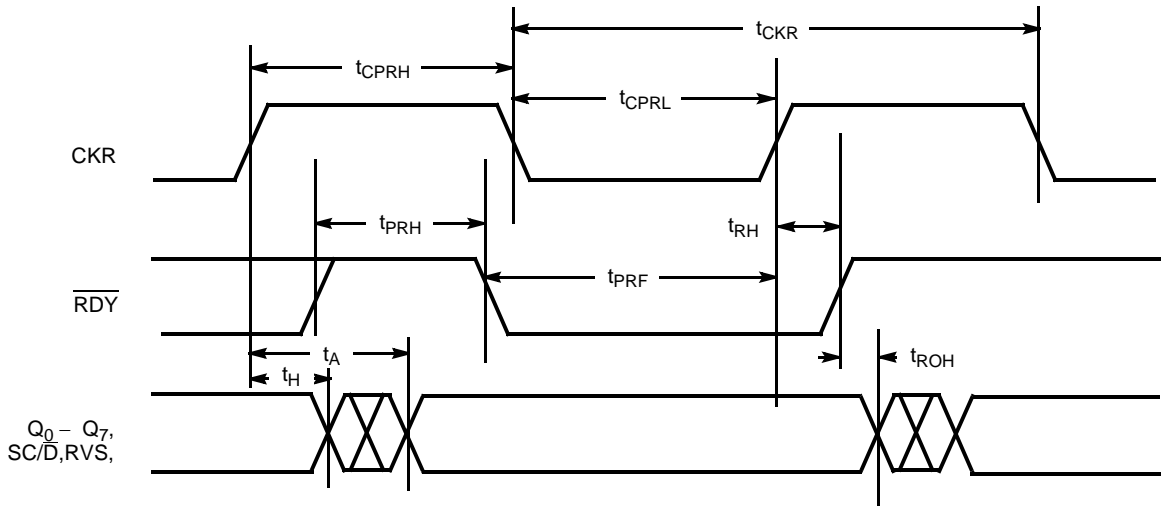 tCKR
tCPRH
tCPRL
CKR
tPRH
tRH
tPRF
RDY
tA
tROH
tH
Q0 – Q7,
SC/D,RVS,